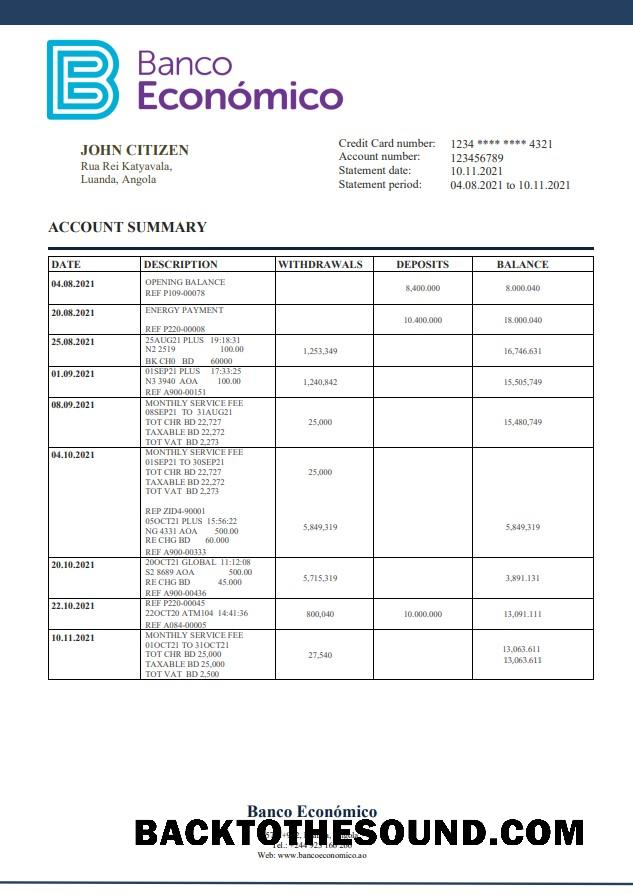 Banco
Económico
JOHN CITIZEN
Rua Rei Katyavala,
Luanda, Angola
Credit Card number: 1234 **** **** 4321
Account number: 123456789
Statement date: 10.11.2021
Statement period: 04.08.2021 to 10.11.2021
ACCOUNT SUMMARY
DATE DESCRIPTION WITHDRAWALS DEPOSITS BALANCE
04.08.2021 OPENING BALANCE
REF P109-00078
8,400.000 8.000.040
20.08.2021 ENERGY PAYMENT
REF P220-00008
10.400.000 18.000.040
25.08.2021 25AUG21 PLUS 19:18:31
N2 2519 100.00
BK CH0 BD 60000
1,253,349 16,746.631
01.09.2021 01SEP21 PLUS 17:33:25
N3 3940 AOA 100.00
REF A900-00151
1,240,842 15,505,749
08.09.2021 MONTHLY SERVICE FEE
08SEP21 TO 31AUG21
TOT CHR BD 22,727
TAXABLE BD 22,272
TOT VAT BD 2,273
25,000 15,480,749
04.10.2021 MONTHLY SERVICE FEE
01SEP21 TO 30SEP21
TOT CHR BD 22,727
TAXABLE BD 22,272
TOT VAT BD 2,273
25,000
REP ZID4-90001
05OCT21 PLUS 15:56:22
NG 4331 AOA 500.00
RE CHG BD 60.000
REF A900-00333
5,849,319 5,849,319
20.10.2021 20OCT21 GLOBAL 11:12:08
S2 8689 AOA 500.00
RE CHG BD 45.000
REF A900-00436
5,715,319 3,891.131
22.10.2021 REF P220-00045
22OCT20 ATM104 14:41:36
REF A084-00005
800,040 10.000.000 13,091.111
10.11.2021 MONTHLY SERVICE FEE
01OCT21 TO 31OCT21
TOT CHR BD 25,000
TAXABLE BD 25,000
TOT VAT BD 2,500
27,540 13,063.611
13,063.611
Banco Económico
BACKTOTHESOUND.COM
Web: www.bancoeconomico.ao